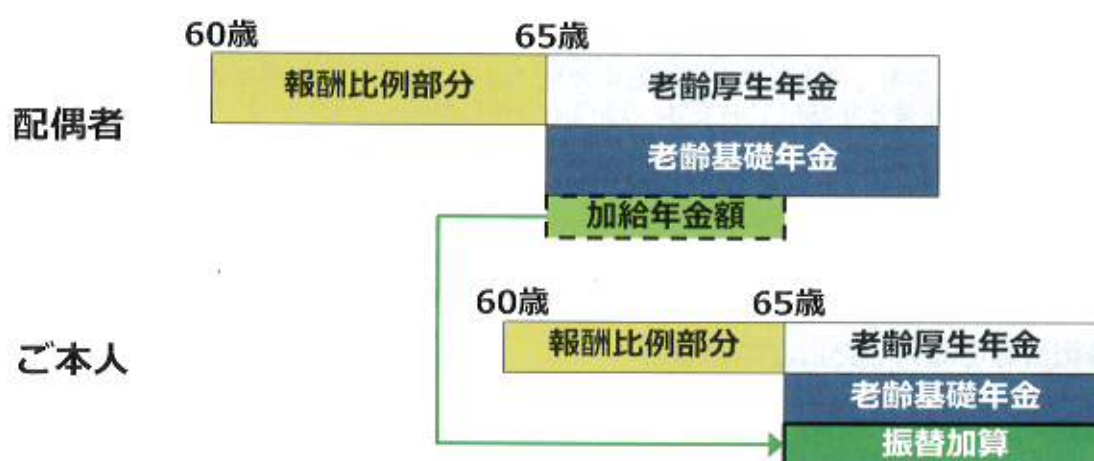 60歳
65歳
報酬比例部分
老齢厚生年金
配偶者
老齢基礎年金
加給年金額
60歳
65歳
ご本人
報酬比例部分
老齢厚生年金
老齢基礎年金
振替加算